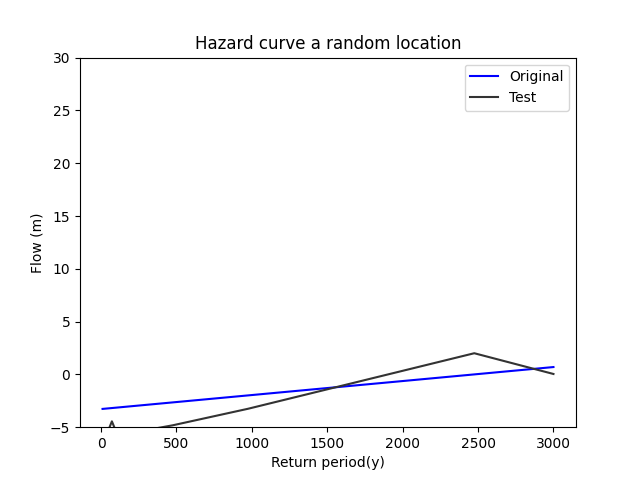 Hazard curve a random location
30
25
20
15
10
5
0
−5
Flow (m)
Original
Test
0 500 1000 1500 2000 2500 3000
Return period(y)